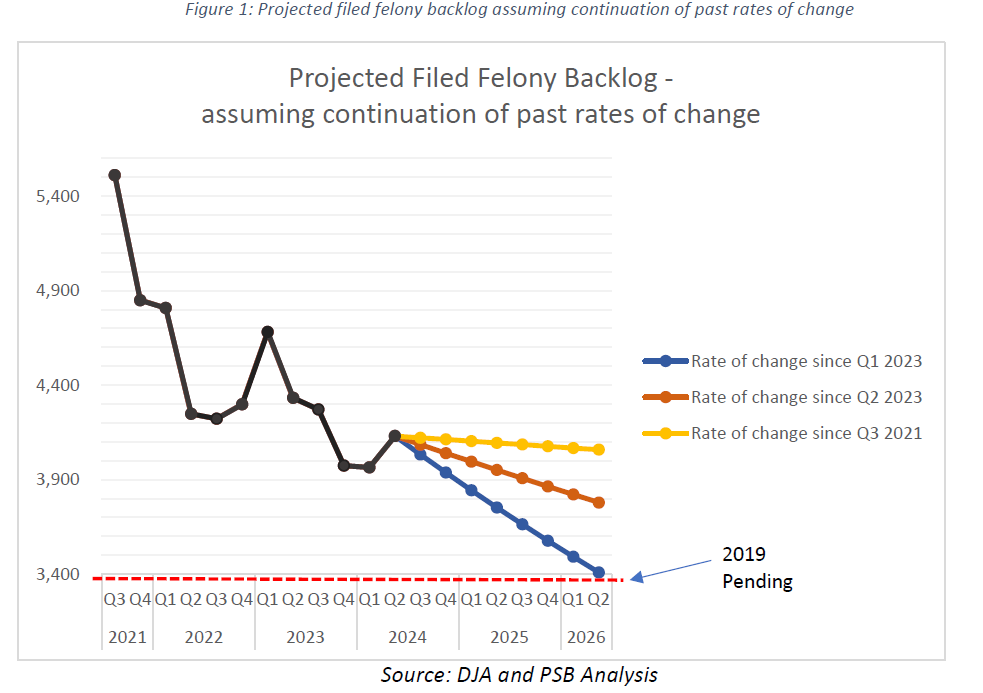 Figure 1: Projected filed felony backlog assuming continuation of past rates of change
Projected Filed Felony Backlog -
assuming continuation of past rates of change
5,400
4,900
4,400
3,900
3,400
Rate of change since Q1 2023
Rate of change since Q2 2023
Rate of change since Q3 2021
2019
Pending
Q3 Q4 Q1 Q2 Q3 Q4 Q1 Q2 Q3 Q4 Q1 Q2 Q3 Q4 Q1 Q2 Q3 Q4 Q1 Q2
2021 2022 2023 2024 2025 2026
Source: DJA and PSB Analysis